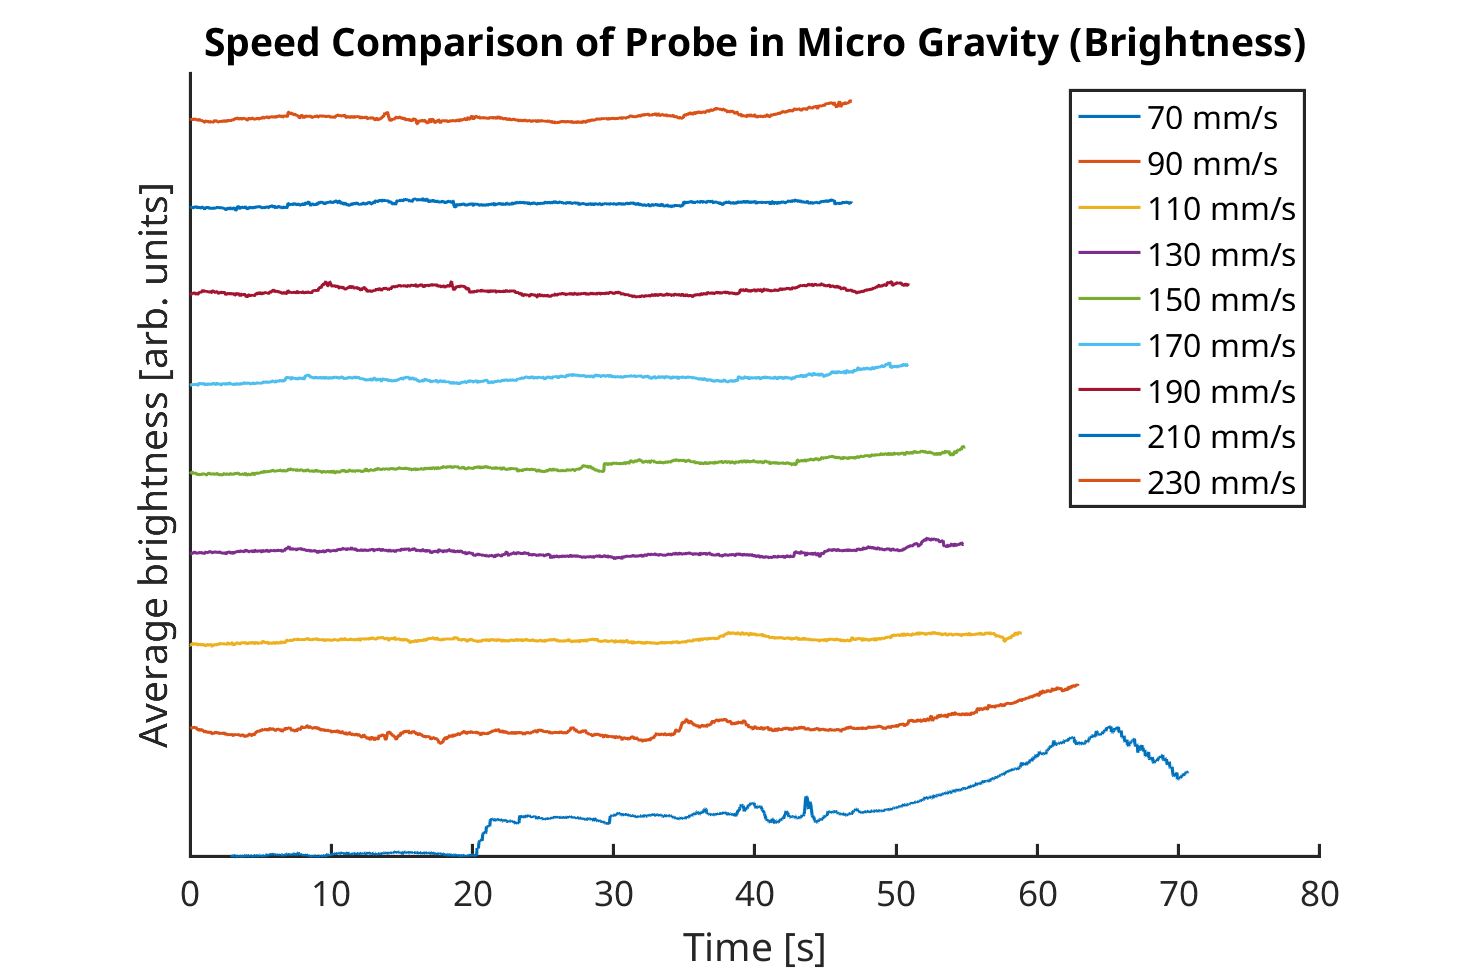 Speed Comparison of Probe in Micro Gravity (Brightness)
Average brightness [arb. units]
70 mm/s
90 mm/s
110 mm/s
130 mm/s
150 mm/s
170 mm/s
190 mm/s
210 mm/s
230 mm/s
0 10 20 30 40 50 60 70 80
Time [s]